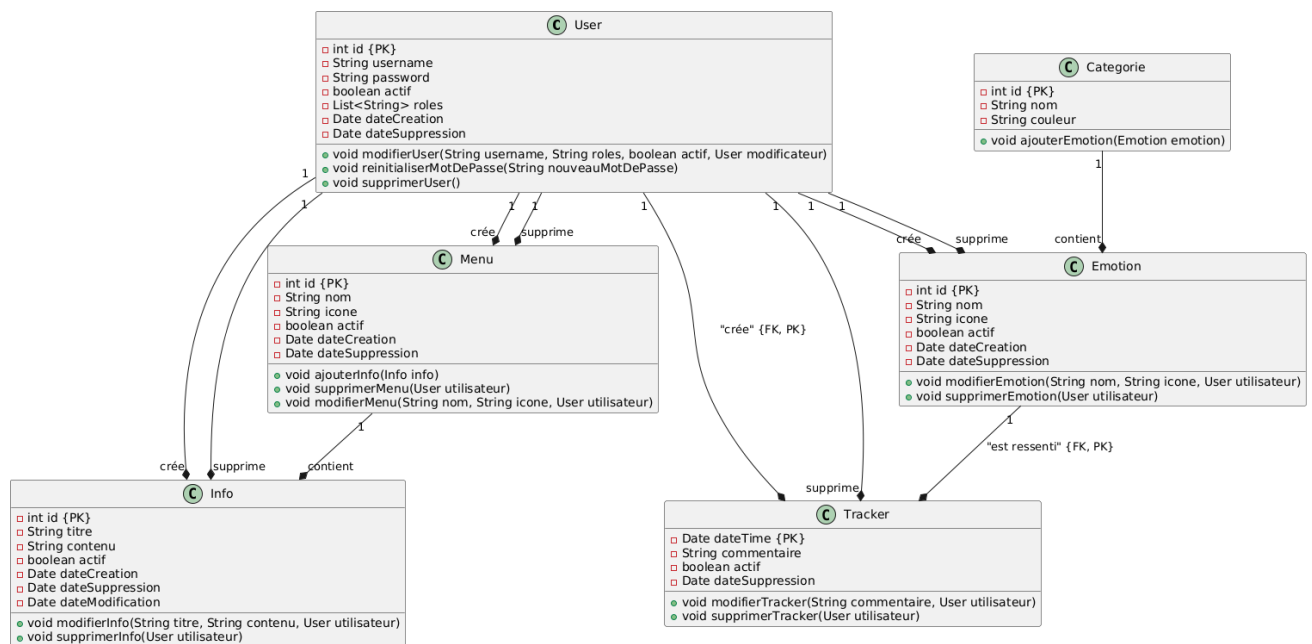 C User
int id {PK}
String username
String password
boolean actif
List<String> roles
Date dateCreation
Date dateSuppression
void modifierUser(String username, String roles, boolean actif, User modificateur)
void reinitialiserMotDePasse(String nouveauMotDePasse)
void supprimerUser()
C Categorie
int id {PK}
String nom
String couleur
void ajouterEmotion(Emotion emotion)
1
1
1
1
1
1
1
1
1
crée
supprime
crée
supprime
contient
C Menu
int id {PK}
String nom
String icone
boolean actif
Date dateCreation
Date dateSuppression
void ajouterInfo(Info info)
void supprimerMenu(User utilisateur)
void modifierMenu(String nom, String icone, User utilisateur)
"crée" {FK, PK}
C Emotion
int id {PK}
String nom
String icone
boolean actif
Date dateCreation
Date dateSuppression
void modifierEmotion(String nom, String icone, User utilisateur)
void supprimerEmotion(User utilisateur)
1
1
"est ressenti" {FK, PK}
crée
supprime
contient
supprime
C Info
int id {PK}
String titre
String contenu
boolean actif
Date dateCreation
Date dateSuppression
Date dateModification
void modifierInfo(String titre, String contenu, User utilisateur)
void supprimerInfo(User utilisateur)
C Tracker
Date dateTime {PK}
String commentaire
boolean actif
Date dateSuppression
void modifierTracker(String commentaire, User utilisateur)
void supprimerTracker(User utilisateur)